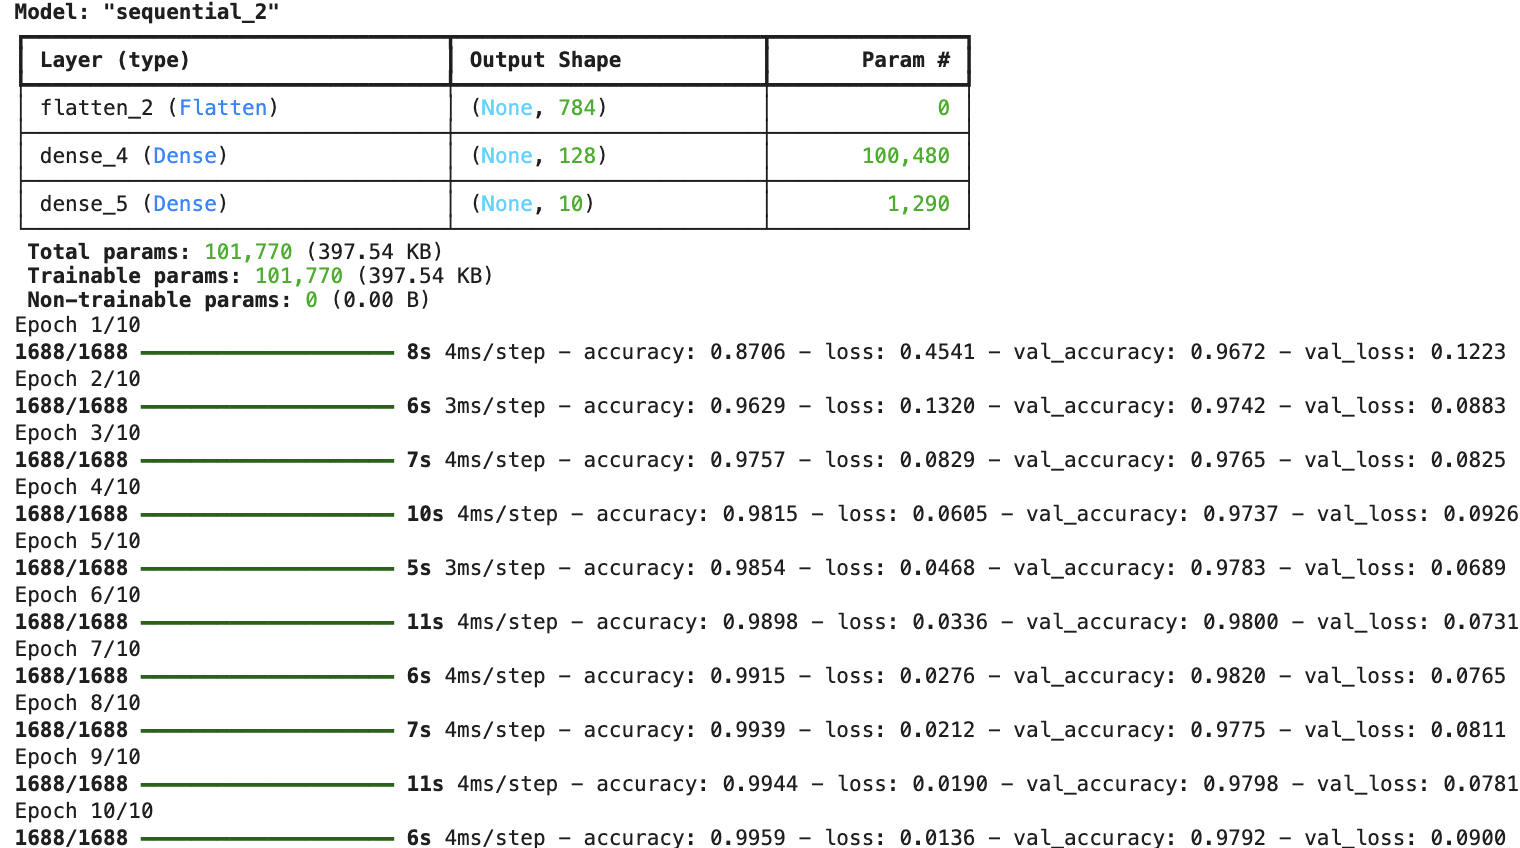 Model: "sequential_2"
Layer (type) Output Shape Param #
flatten_2 (Flatten) (None, 784) 0
dense_4 (Dense) (None, 128) 100,480
dense_5 (Dense) (None, 10) 1,290
Total params: 101,770 (397.54 KB)
Trainable params: 101,770 (397.54 KB)
Non-trainable params: 0 (0.00 B)
Epoch 1/10
1688/1688 8s 4ms/step - accuracy: 0.8706 - loss: 0.4541 - val_accuracy: 0.9672 - val_loss: 0.1223
Epoch 2/10
1688/1688 6s 3ms/step - accuracy: 0.9629 - loss: 0.1320 - val_accuracy: 0.9742 - val_loss: 0.0883
Epoch 3/10
1688/1688 7s 4ms/step - accuracy: 0.9757 - loss: 0.0829 - val_accuracy: 0.9765 - val_loss: 0.0825
Epoch 4/10
1688/1688 10s 4ms/step - accuracy: 0.9815 - loss: 0.0605 - val_accuracy: 0.9737 - val_loss: 0.0926
Epoch 5/10
1688/1688 5s 3ms/step - accuracy: 0.9854 - loss: 0.0468 - val_accuracy: 0.9783 - val_loss: 0.0689
Epoch 6/10
1688/1688 11s 4ms/step - accuracy: 0.9898 - loss: 0.0336 - val_accuracy: 0.9800 - val_loss: 0.0731
Epoch 7/10
1688/1688 6s 4ms/step - accuracy: 0.9915 - loss: 0.0276 - val_accuracy: 0.9820 - val_loss: 0.0765
Epoch 8/10
1688/1688 7s 4ms/step - accuracy: 0.9939 - loss: 0.0212 - val_accuracy: 0.9775 - val_loss: 0.0811
Epoch 9/10
1688/1688 11s 4ms/step - accuracy: 0.9944 - loss: 0.0190 - val_accuracy: 0.9798 - val_loss: 0.0781
Epoch 10/10
1688/1688 6s 4ms/step - accuracy: 0.9959 - loss: 0.0136 - val_accuracy: 0.9792 - val_loss: 0.0900